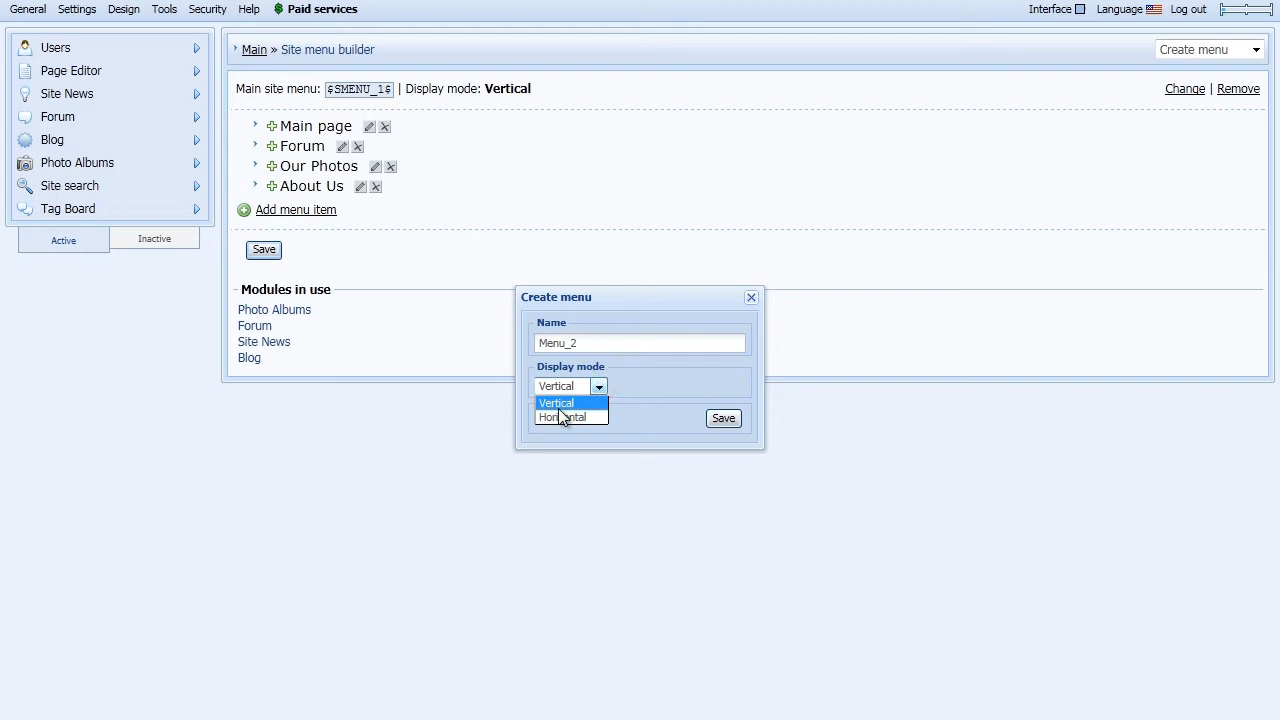 General Settings Design Tools Security Help Paid services Interface Language Log out
Users
Page Editor
Site News
Forum
Blog
Photo Albums
Site search
Tag Board
Active Inactive
Main » Site menu builder Create menu
Main site menu: $SMENU_1$ | Display mode: Vertical Change | Remove
Main page
Forum
Our Photos
About Us
Add menu item
Save
Modules in use
Photo Albums
Forum
Site News
Blog
Create menu
Name
Menu_2
Display mode
Vertical
Vertical
Horizontal
Save